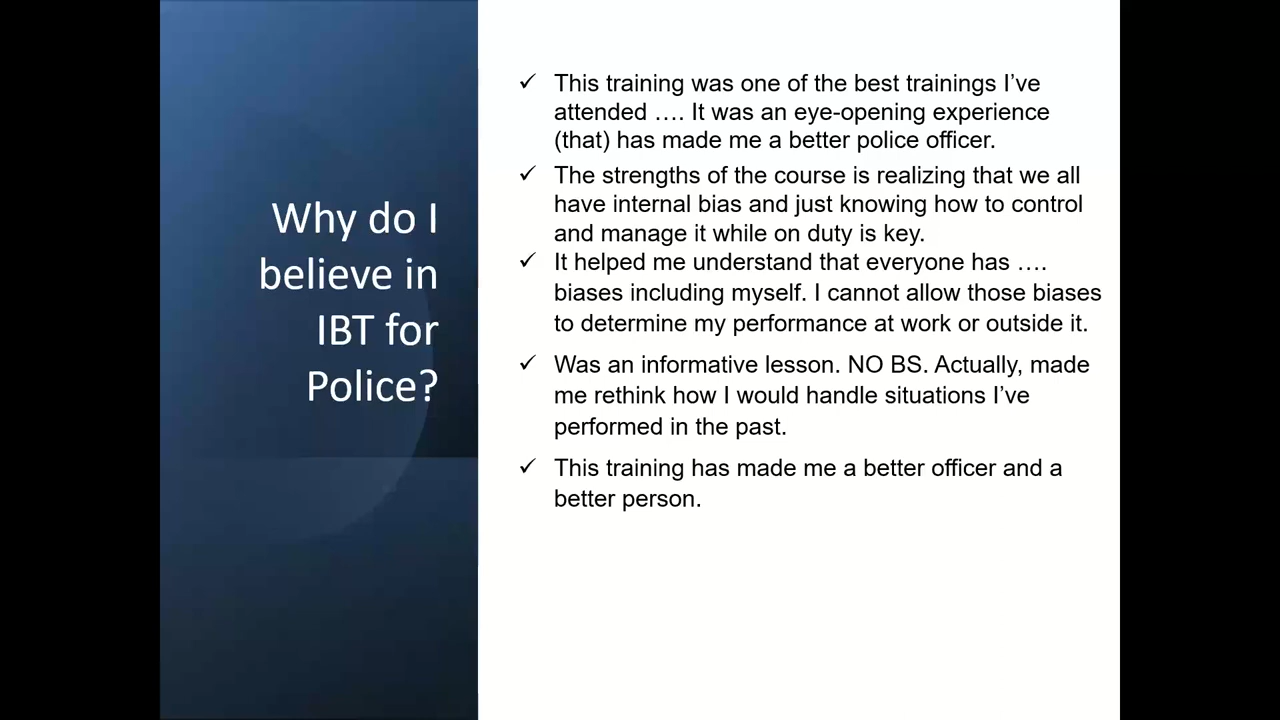 Why do I
believe in
IBT for
Police?
✓ This training was one of the best trainings I’ve
attended …. It was an eye-opening experience
(that) has made me a better police officer.
✓ The strengths of the course is realizing that we all
have internal bias and just knowing how to control
and manage it while on duty is key.
✓ It helped me understand that everyone has ….
biases including myself. I cannot allow those biases
to determine my performance at work or outside it.
✓ Was an informative lesson. NO BS. Actually, made
me rethink how I would handle situations I’ve
performed in the past.
✓ This training has made me a better officer and a
better person.